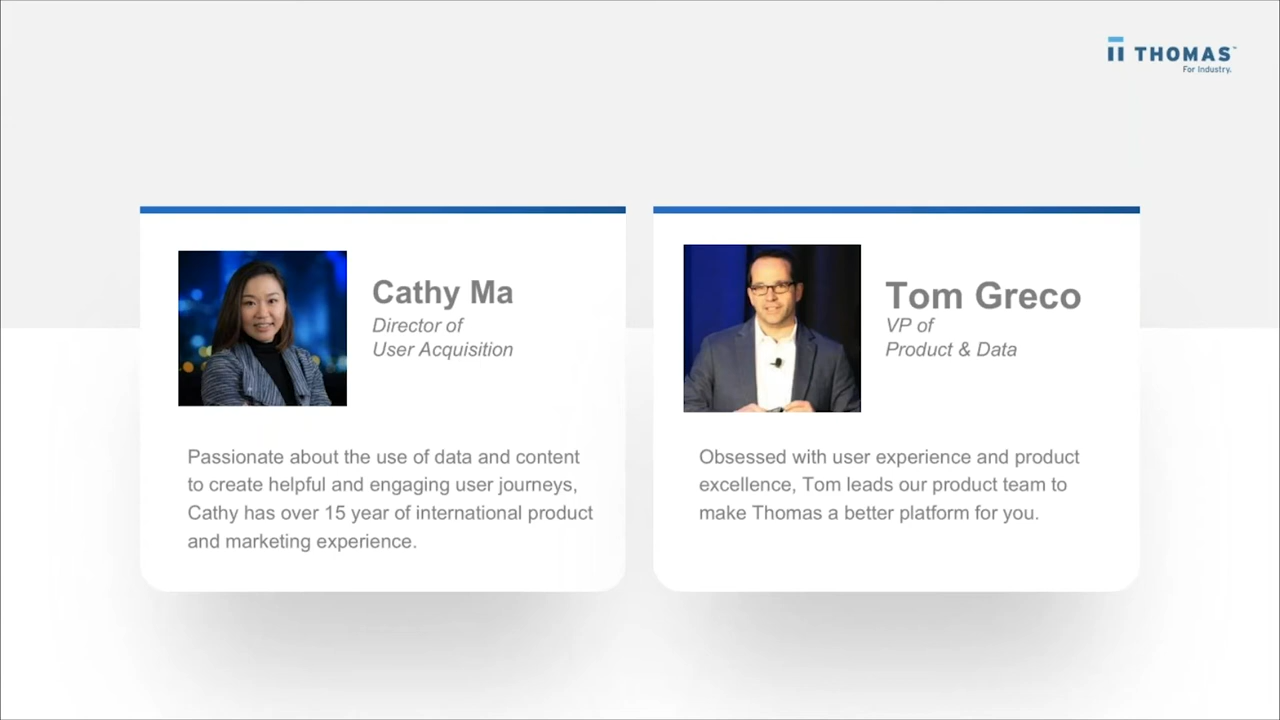 THOMAS™
For Industry.
Cathy Ma
Director of
User Acquisition
Passionate about the use of data and content
to create helpful and engaging user journeys,
Cathy has over 15 year of international product
and marketing experience.
Tom Greco
VP of
Product & Data
Obsessed with user experience and product
excellence, Tom leads our product team to
make Thomas a better platform for you.